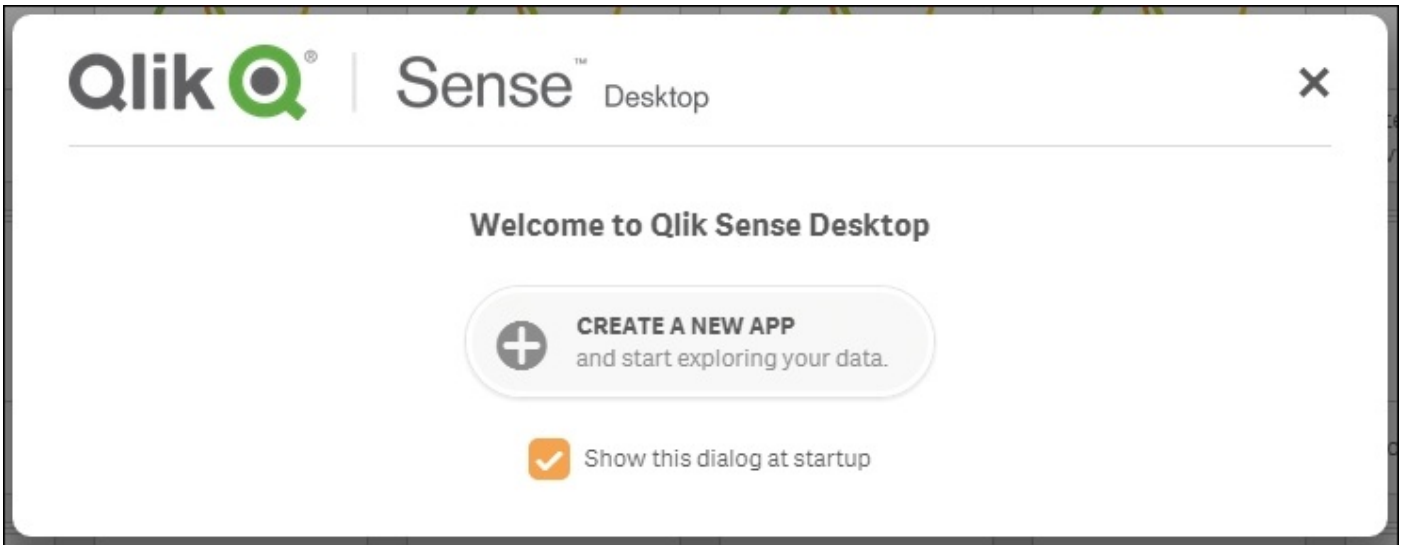 Qlik ® Sense™ Desktop
Welcome to Qlik Sense Desktop
CREATE A NEW APP
and start exploring your data.
Show this dialog at startup